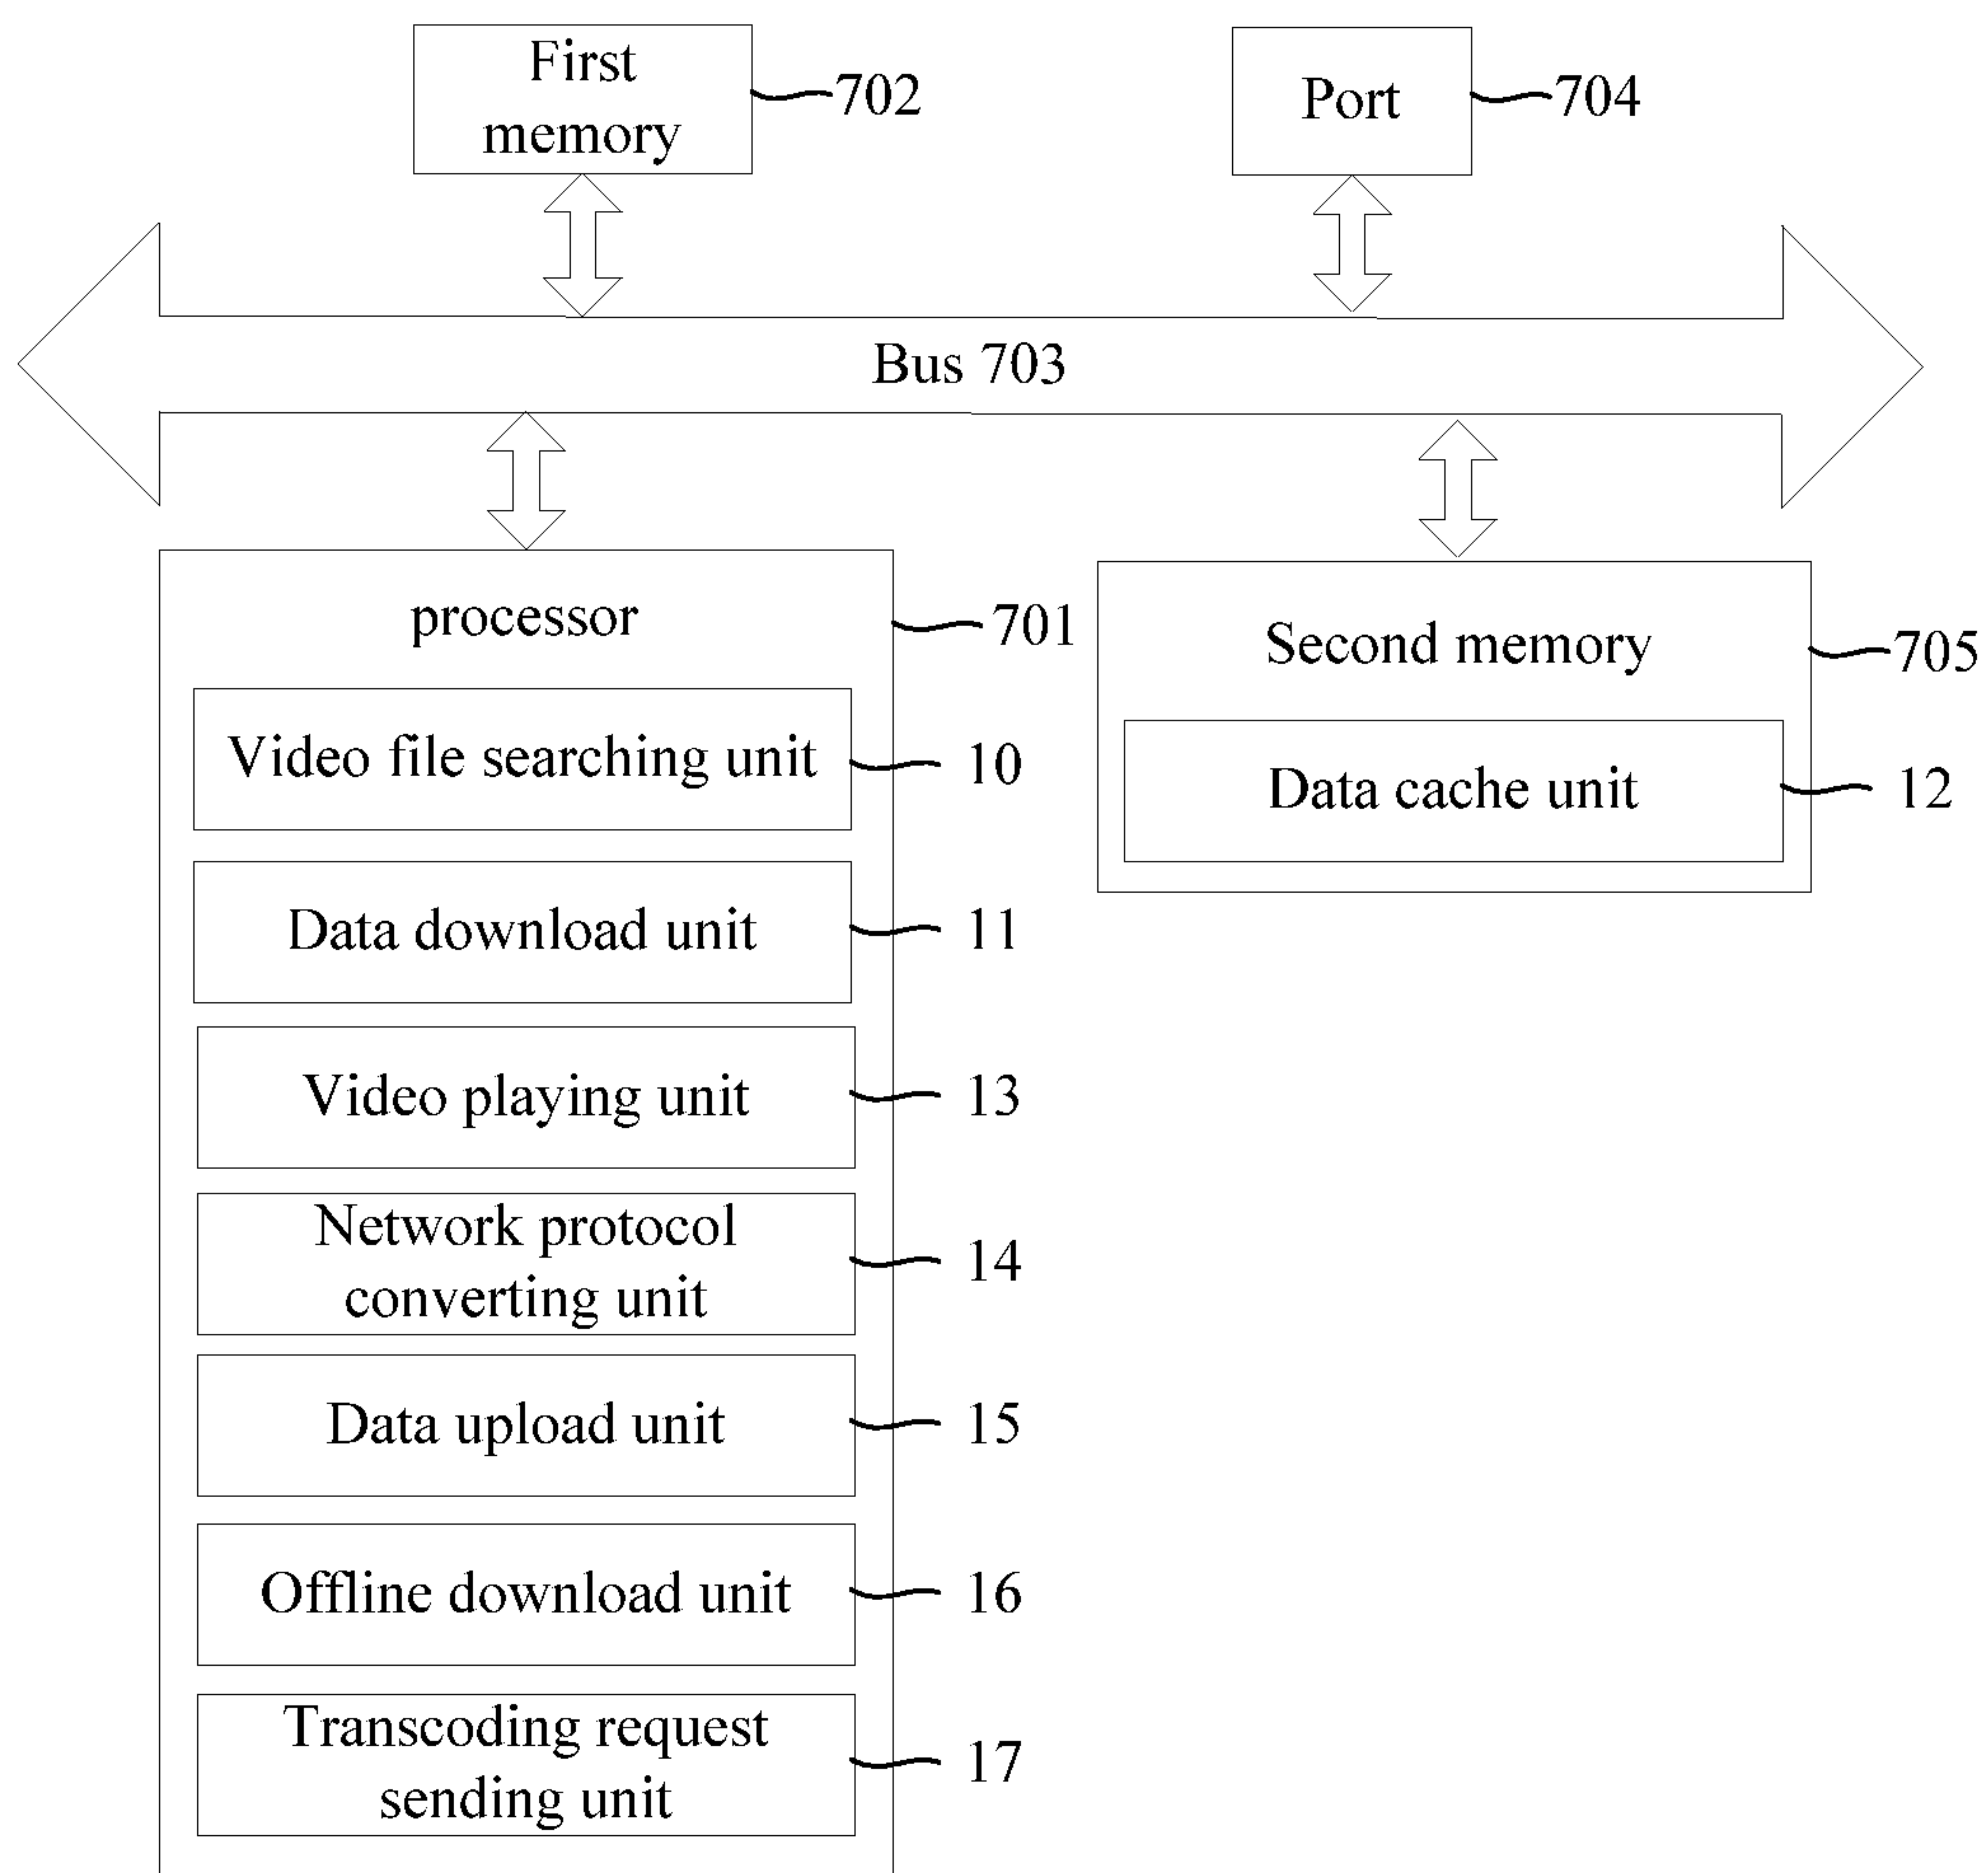 First
memory
702
Port
704
Bus 703
processor
701
Video file searching unit
10
Data download unit
11
Video playing unit
13
Network protocol
converting unit
14
Data upload unit
15
Offline download unit
16
Transcoding request
sending unit
17
Second memory
705
Data cache unit
12